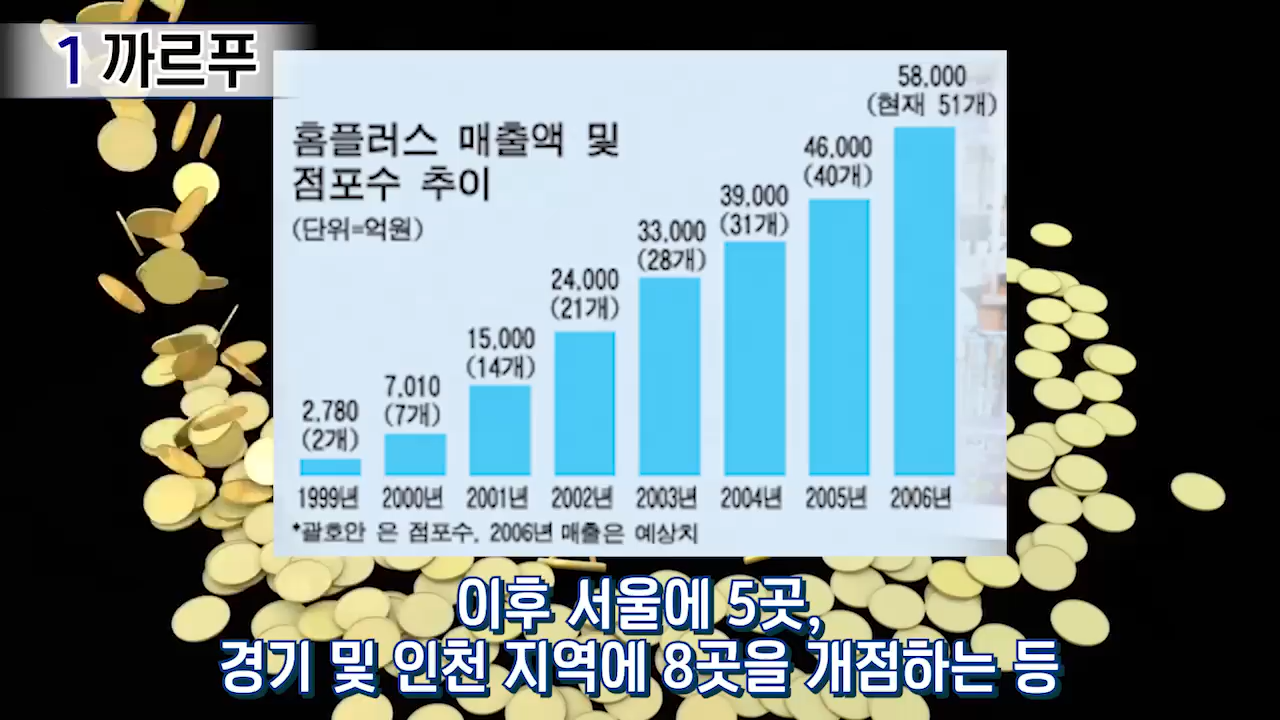 1 까르푸
홈플러스 매출액 및
점포수 추이
(단위=억원)
2,780
(2개)
7,010
(7개)
15,000
(14개)
24,000
(21개)
33,000
(28개)
39,000
(31개)
46,000
(40개)
58,000
(현재 51개)
1999년 2000년 2001년 2002년 2003년 2004년 2005년 2006년
*괄호안 은 점포수, 2006년 매출은 예상치
이후 서울에 5곳,
경기 및 인천 지역에 8곳을 개점하는 등